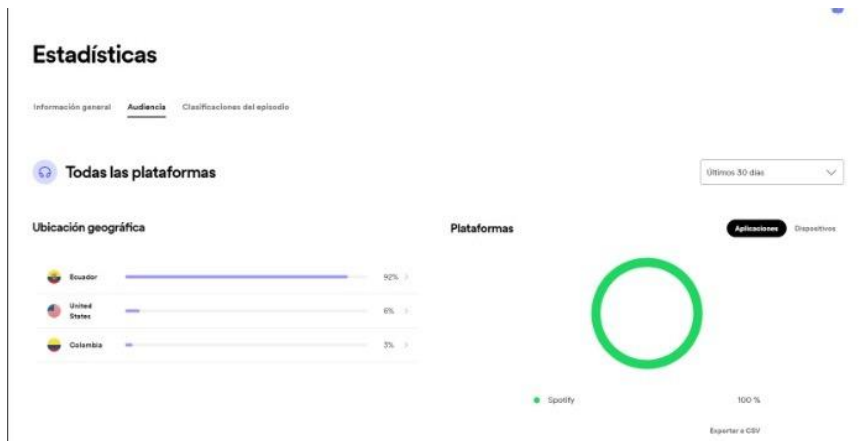 Estadísticas
Información general Audiencia Clasificaciones del episodio
Todas las plataformas
Últimos 30 días
Ubicación geográfica
Plataformas
Aplicaciones Dispositivos
Ecuador 92%
United
States 6%
Colombia 3%
Spotify 100 %
Exportar a CSV